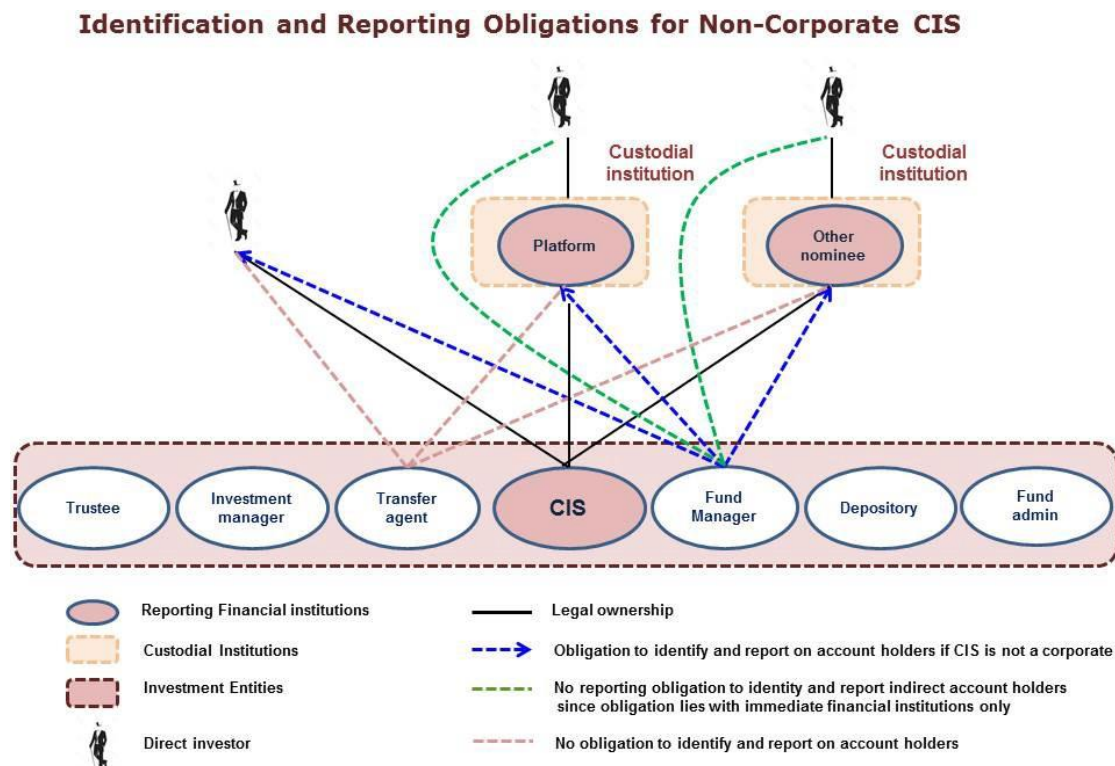 Identification and Reporting Obligations for Non-Corporate CIS
Custodial
institution
Custodial
institution
Platform
Other
nominee
Trustee
Investment
manager
Transfer
agent
CIS
Fund
Manager
Depository
Fund
admin
Reporting Financial institutions
Legal ownership
Custodial Institutions
Obligation to identify and report on account holders if CIS is not a corporate
Investment Entities
No reporting obligation to identity and report indirect account holders
since obligation lies with immediate financial institutions only
Direct investor
No obligation to identify and report on account holders